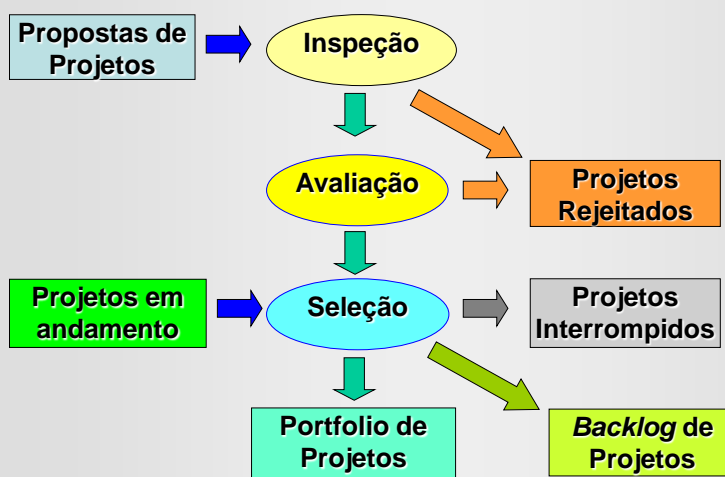 Propostas de
Projetos
Inspeção
Avaliação
Projetos
Rejeitados
Projetos em
andamento
Seleção
Projetos
Interrompidos
Portfolio de
Projetos
Backlog de
Projetos